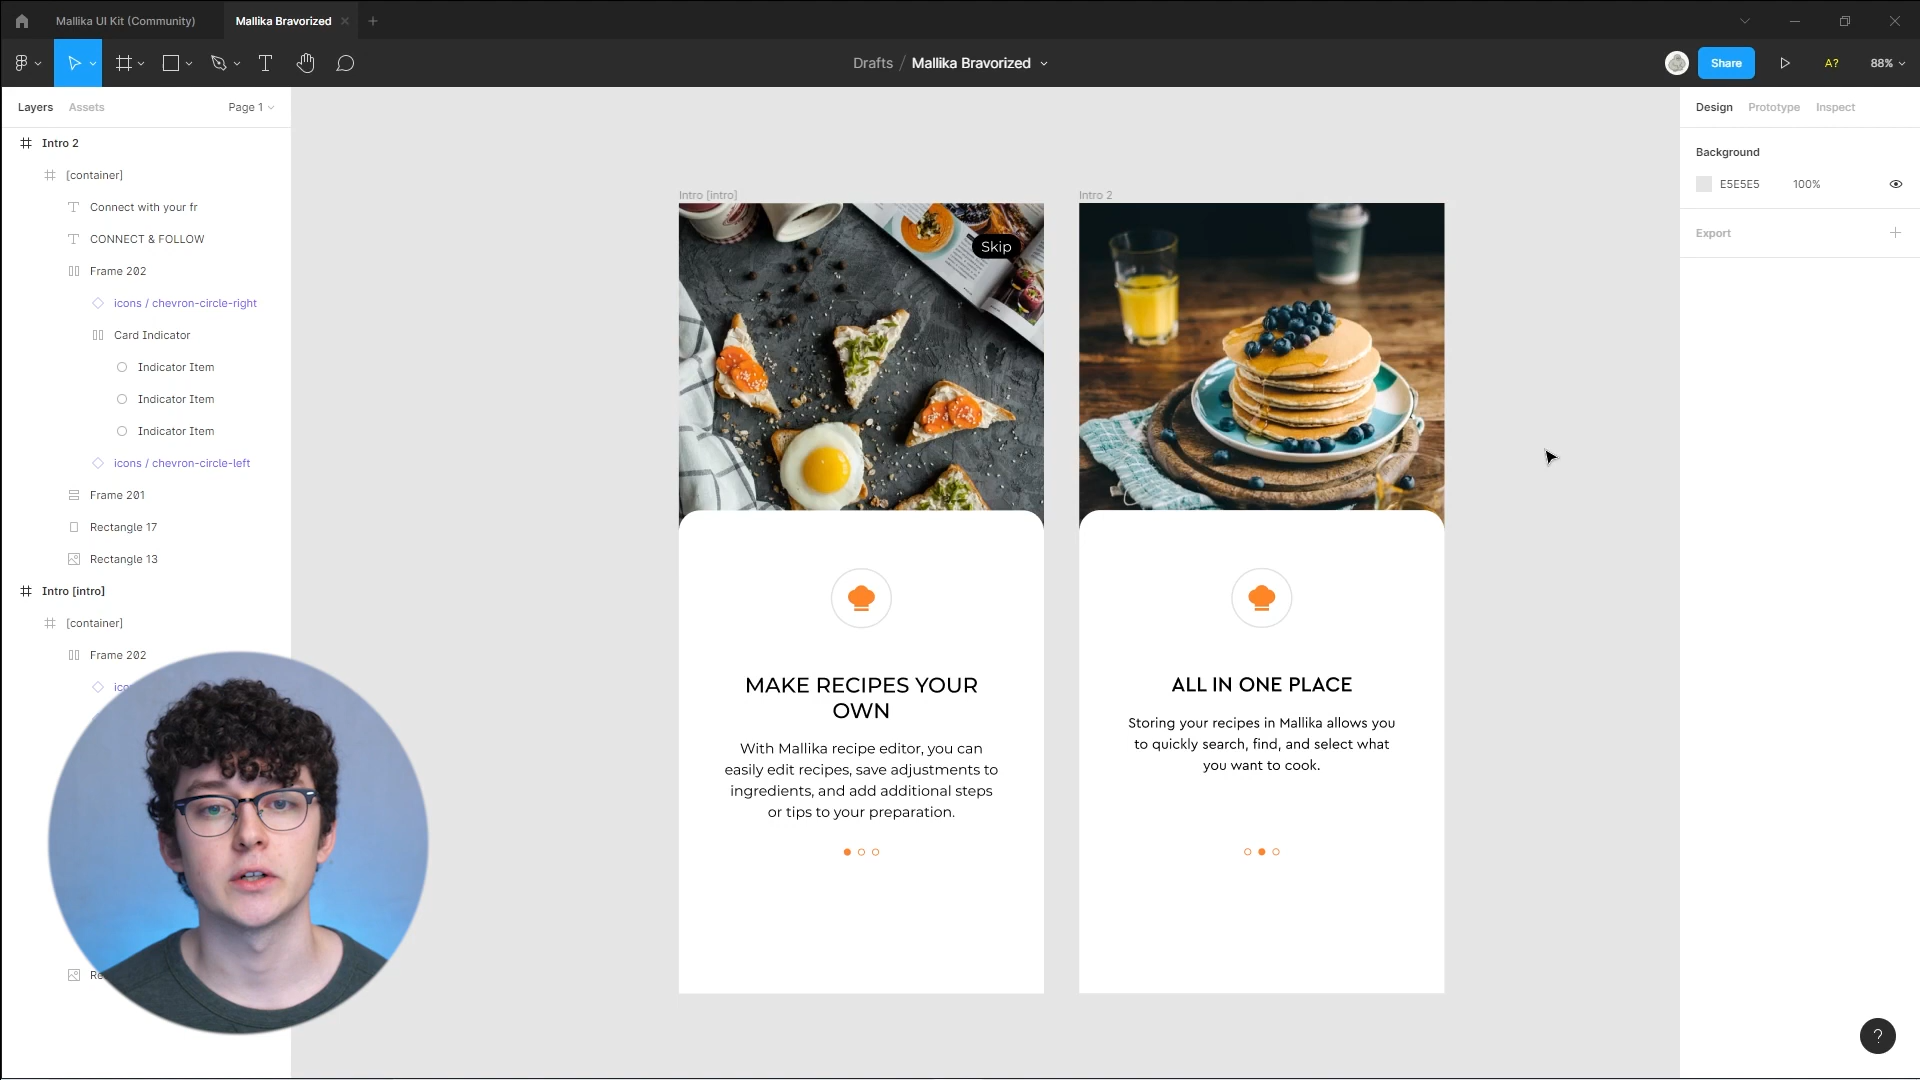 Mallika UI Kit (Community)
Mallika Bravorized
Drafts / Mallika Bravorized
Share
A?
88%
Layers
Assets
Page 1
Intro 2
[container]
Connect with your fr
CONNECT & FOLLOW
Frame 202
icons / chevron-circle-right
Card Indicator
Indicator Item
Indicator Item
Indicator Item
icons / chevron-circle-left
Frame 201
Rectangle 17
Rectangle 13
Intro [intro]
[container]
Frame 202
Intro [intro]
Skip
MAKE RECIPES YOUR
OWN
With Mallika recipe editor, you can
easily edit recipes, save adjustments to
ingredients, and add additional steps
or tips to your preparation.
Intro 2
ALL IN ONE PLACE
Storing your recipes in Mallika allows you
to quickly search, find, and select what
you want to cook.
Design
Prototype
Inspect
Background
E5E5E5
100%
Export
?